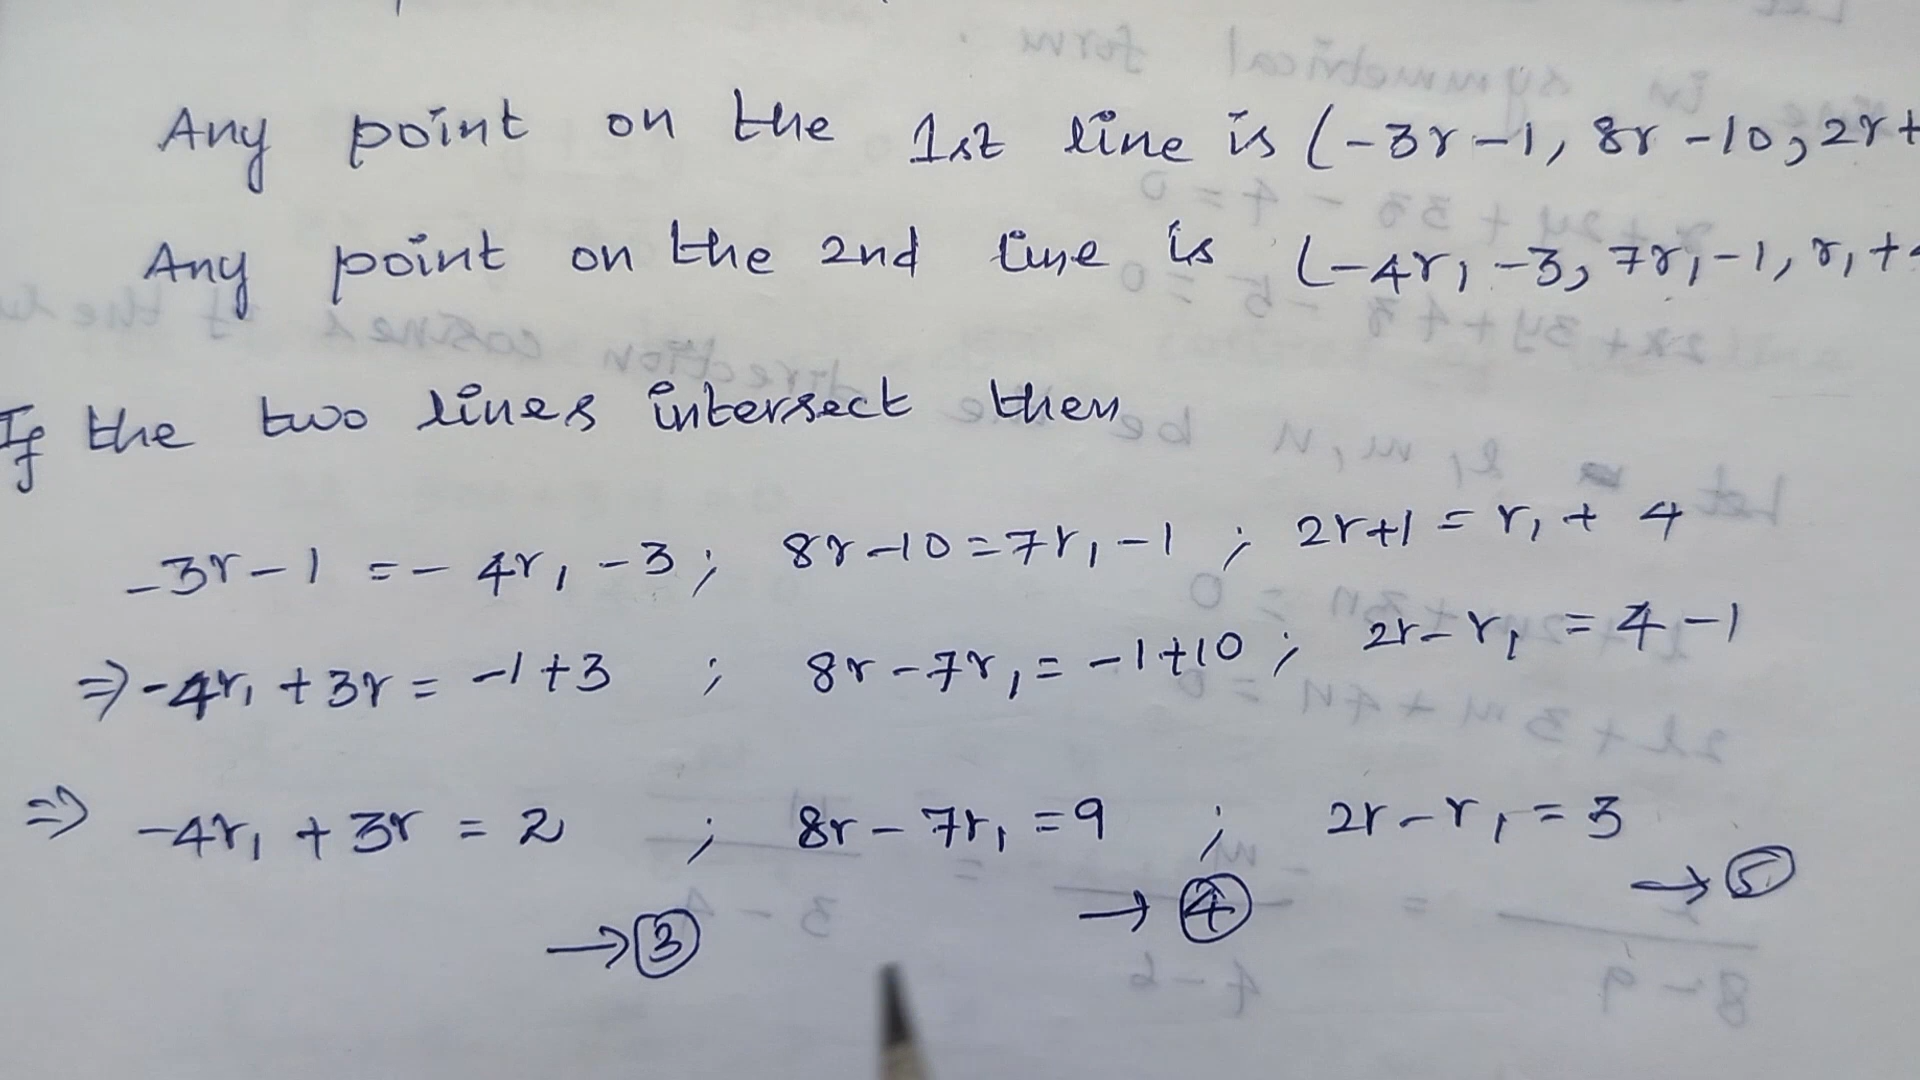 Any point on the 1st line is (-3r-1, 8r-10, 2r+
Any point on the 2nd line is (-4r₁-3, 7r₁-1, r₁+
If the two lines intersect then
-3r-1 = -4r₁-3; 8r-10=7r₁-1; 2r+1=r₁+4
⇒ -4r₁+3r = -1+3 ; 8r-7r₁ = -1+10; 2r-r₁ = 4-1
⇒ -4r₁+3r = 2 ; 8r-7r₁ = 9 ; 2r-r₁ = 3
→③ →④ →⑤